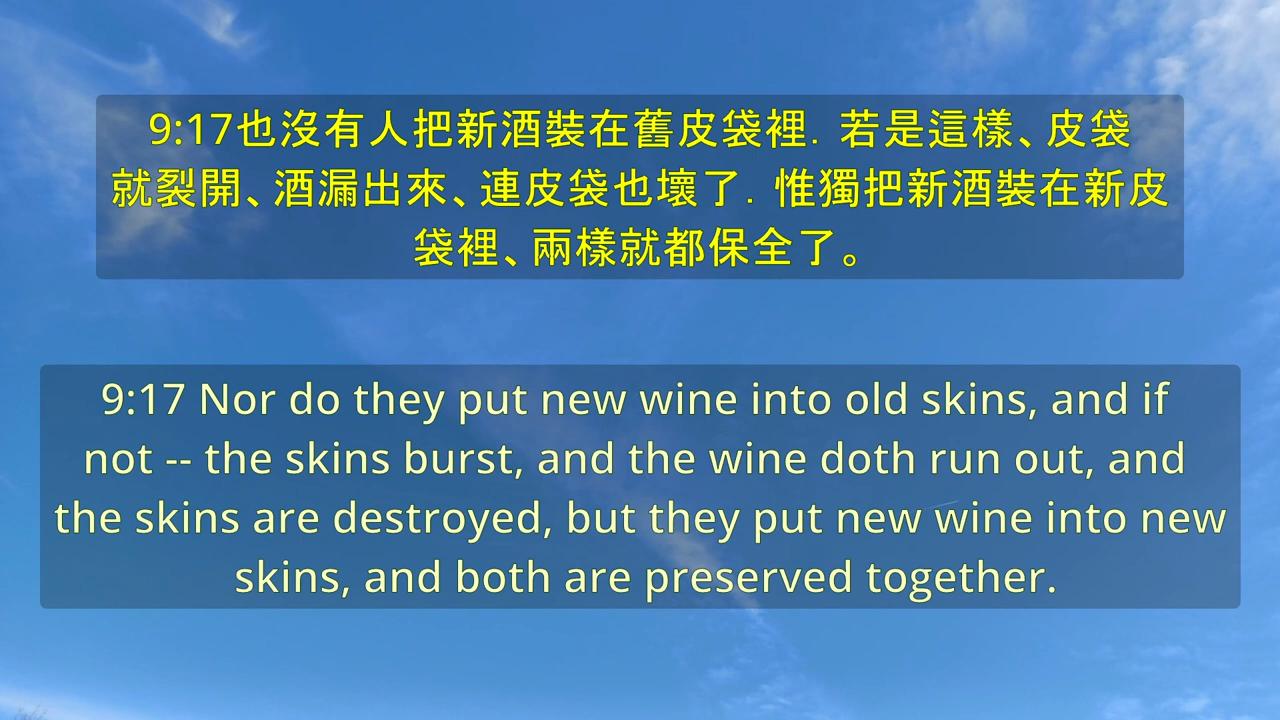 9:17也沒有人把新酒裝在舊皮袋裡．若是這樣、皮袋
就裂開、酒漏出來、連皮袋也壞了．惟獨把新酒裝在新皮
袋裡、兩樣就都保全了。
9:17 Nor do they put new wine into old skins, and if
not -- the skins burst, and the wine doth run out, and
the skins are destroyed, but they put new wine into new
skins, and both are preserved together.